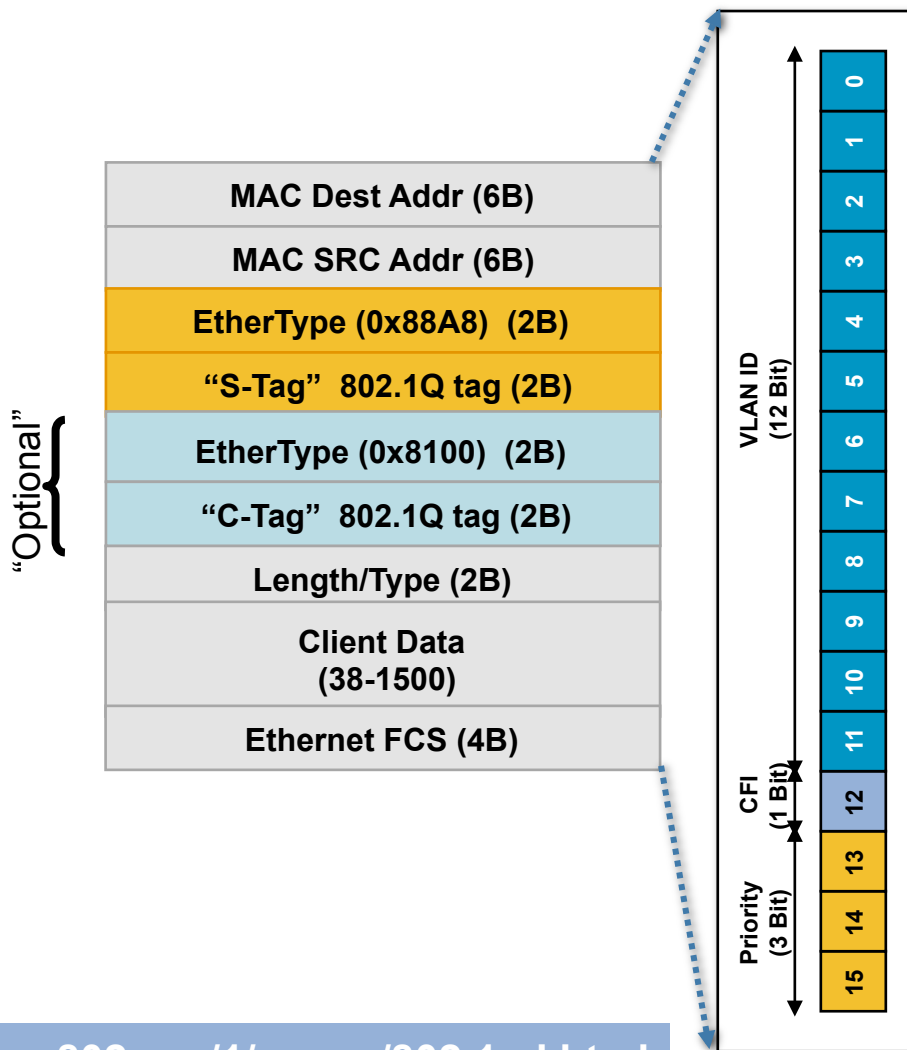 MAC Dest Addr (6B)
MAC SRC Addr (6B)
EtherType (0x88A8) (2B)
“S-Tag” 802.1Q tag (2B)
“Optional”
EtherType (0x8100) (2B)
“C-Tag” 802.1Q tag (2B)
Length/Type (2B)
Client Data
(38-1500)
Ethernet FCS (4B)
VLAN ID
(12 Bit)
CFI
(1 Bit)
Priority
(3 Bit)
0
1
2
3
4
5
6
7
8
9
10
11
12
13
14
15